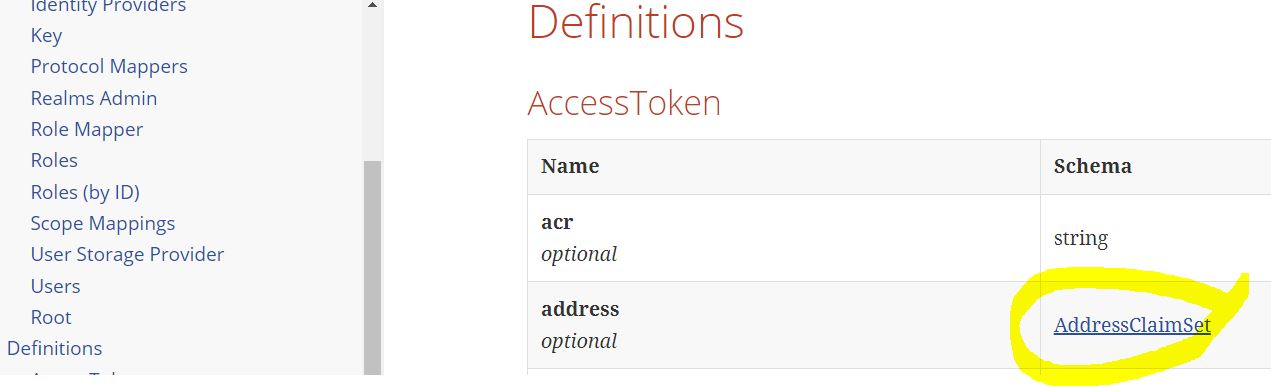 Identity Providers
Key
Protocol Mappers
Realms Admin
Role Mapper
Roles
Roles (by ID)
Scope Mappings
User Storage Provider
Users
Root
Definitions
Definitions
AccessToken
Name Schema
acr
optional
string
address
optional
AddressClaimSet